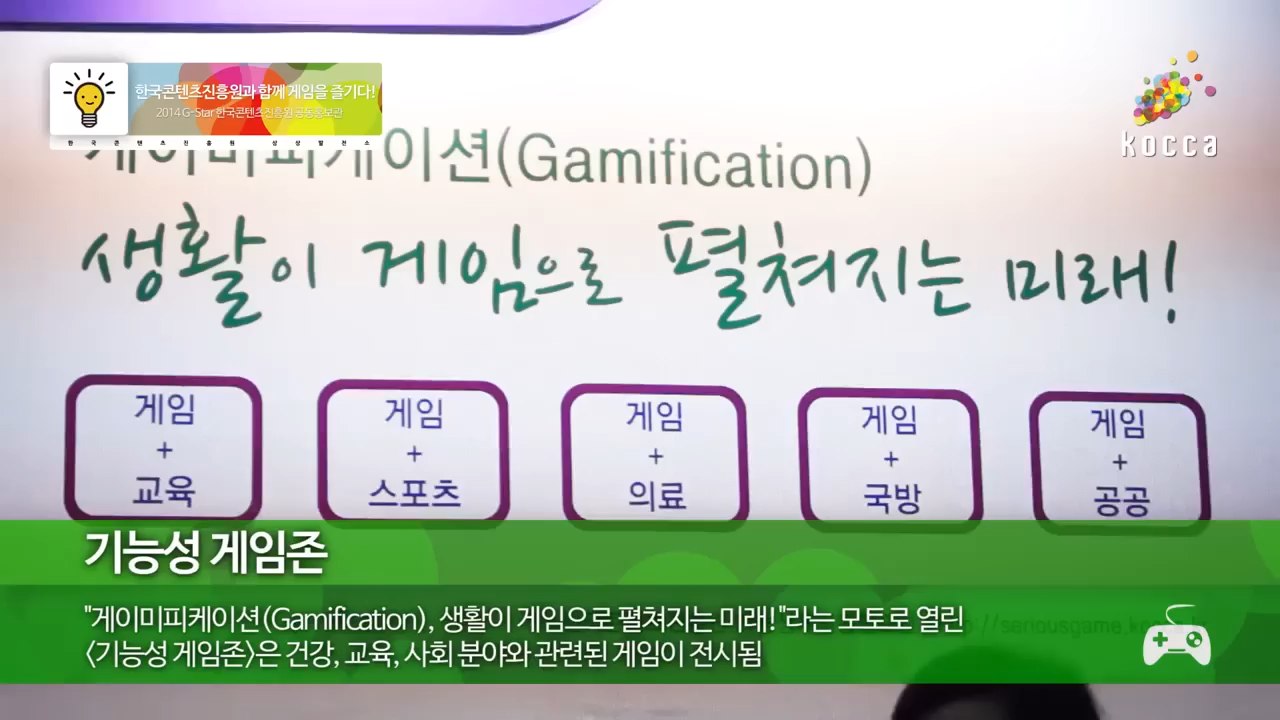 한국콘텐츠진흥원과 함께 게임을 즐기다!
2014 G-Star 한국콘텐츠진흥원 공동홍보관
한국콘텐츠진흥원 상상발전소
kocca
게이미피케이션(Gamification)
생활이 게임으로 펼쳐지는 미래!
게임
+
교육
게임
+
스포츠
게임
+
의료
게임
+
국방
게임
+
공공
기능성 게임존
"게이미피케이션(Gamification), 생활이 게임으로 펼쳐지는 미래!"라는 모토로 열린
://seriousgame.kocca.kr
<기능성 게임존>은 건강, 교육, 사회 분야와 관련된 게임이 전시됨